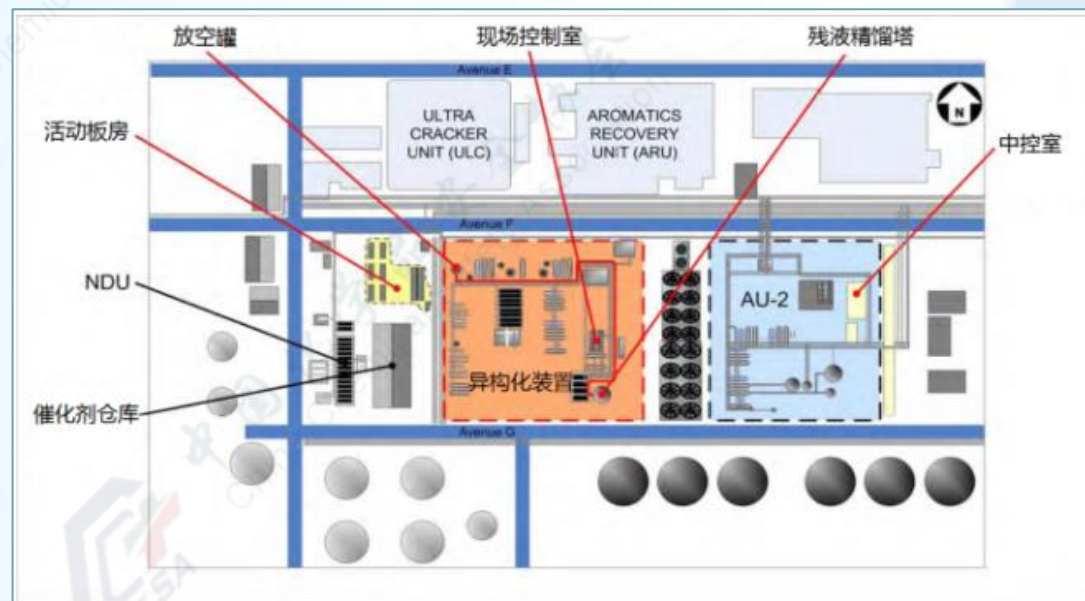 放空罐
现场控制室
残液精馏塔
Avenue E
活动板房
ULTRA
CRACKER
UNIT (ULC)
AROMATICS
RECOVERY
UNIT (ARU)
N
中控室
Avenue F
NDU
AU-2
异构化装置
催化剂仓库
Avenue G